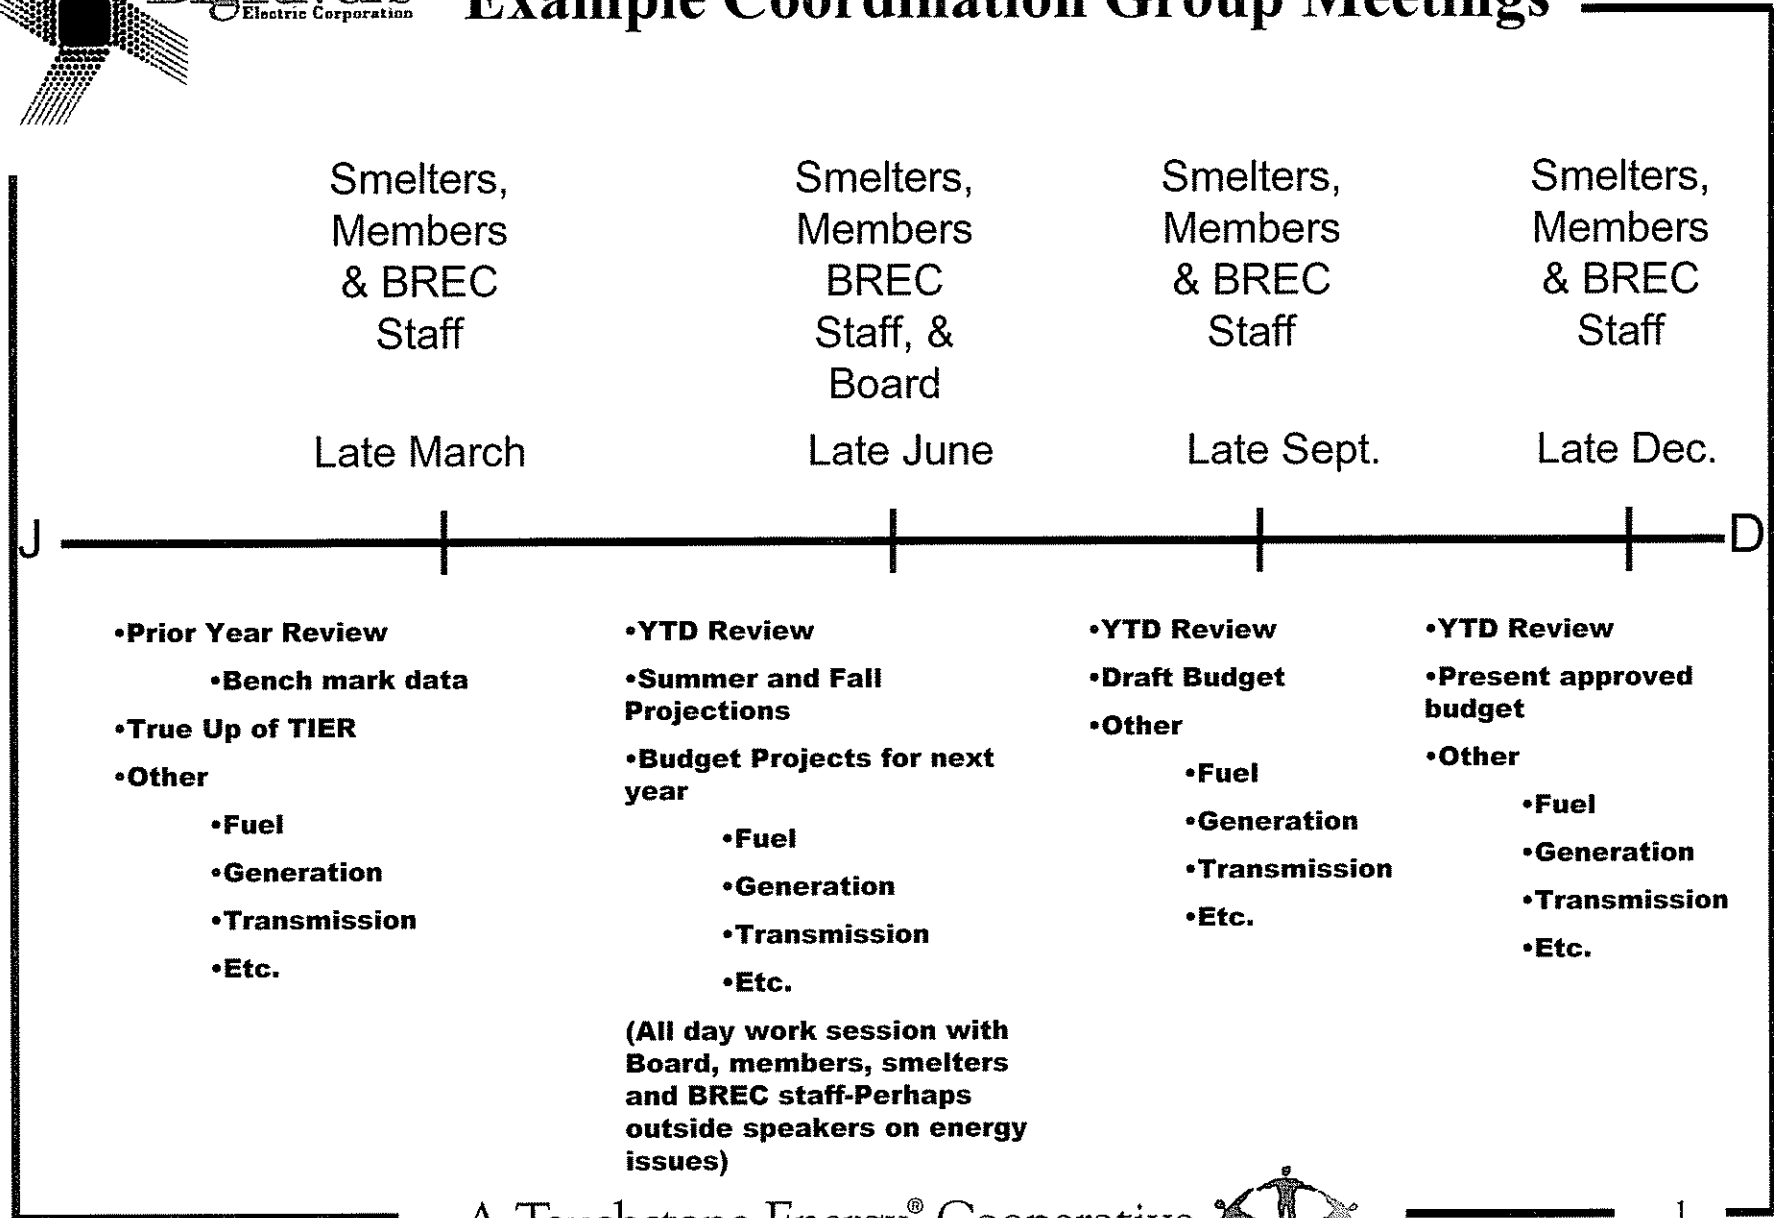 Electric Corporation
Example Coordination Group Meetings
Smelters,
Members
& BREC
Staff
Late March
Smelters,
Members
BREC
Staff, &
Board
Late June
Smelters,
Members
& BREC
Staff
Late Sept.
Smelters,
Members
& BREC
Staff
Late Dec.
J
D
•Prior Year Review
•Bench mark data
•True Up of TIER
•Other
•Fuel
•Generation
•Transmission
•Etc.
•YTD Review
•Summer and Fall
Projections
•Budget Projects for next
year
•Fuel
•Generation
•Transmission
•Etc.
(All day work session with
Board, members, smelters
and BREC staff-Perhaps
outside speakers on energy
issues)
•YTD Review
•Draft Budget
•Other
•Fuel
•Generation
•Transmission
•Etc.
•YTD Review
•Present approved
budget
•Other
•Fuel
•Generation
•Transmission
•Etc.
A Touchstone Energy® Cooperative
1